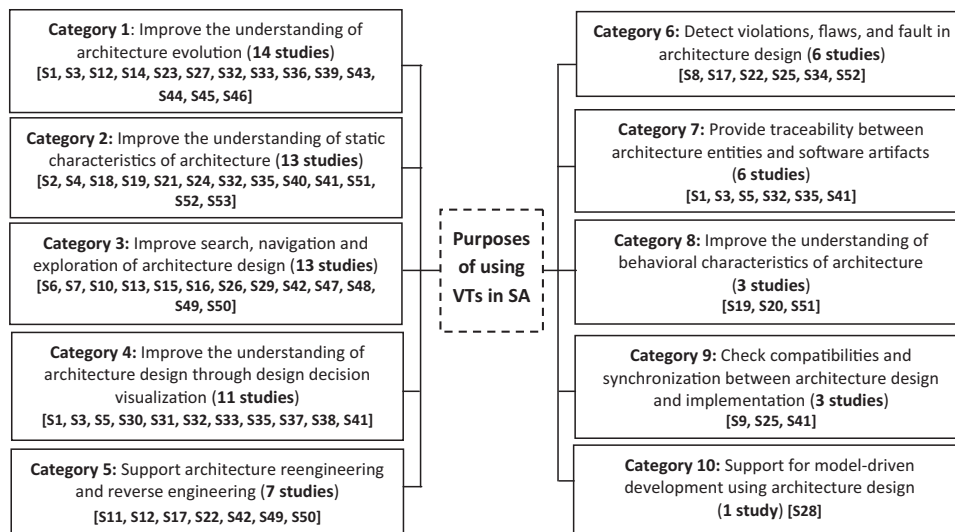 Category 1: Improve the understanding of
architecture evolution (14 studies)
[S1, S3, S12, S14, S23, S27, S32, S33, S36, S39, S43,
S44, S45, S46]
Category 2: Improve the understanding of static
characteristics of architecture (13 studies)
[S2, S4, S18, S19, S21, S24, S32, S35, S40, S41, S51,
S52, S53]
Category 3: Improve search, navigation and
exploration of architecture design (13 studies)
[S6, S7, S10, S13, S15, S16, S26, S29, S42, S47, S48,
S49, S50]
Category 4: Improve the understanding of
architecture design through design decision
visualization (11 studies)
[S1, S3, S5, S30, S31, S32, S33, S35, S37, S38, S41]
Category 5: Support architecture reengineering
and reverse engineering (7 studies)
[S11, S12, S17, S22, S42, S49, S50]
Purposes
of using
VTs in SA
Category 6: Detect violations, flaws, and fault in
architecture design (6 studies)
[S8, S17, S22, S25, S34, S52]
Category 7: Provide traceability between
architecture entities and software artifacts
(6 studies)
[S1, S3, S5, S32, S35, S41]
Category 8: Improve the understanding of
behavioral characteristics of architecture
(3 studies)
[S19, S20, S51]
Category 9: Check compatibilities and
synchronization between architecture design
and implementation (3 studies)
[S9, S25, S41]
Category 10: Support for model-driven
development using architecture design
(1 study) [S28]